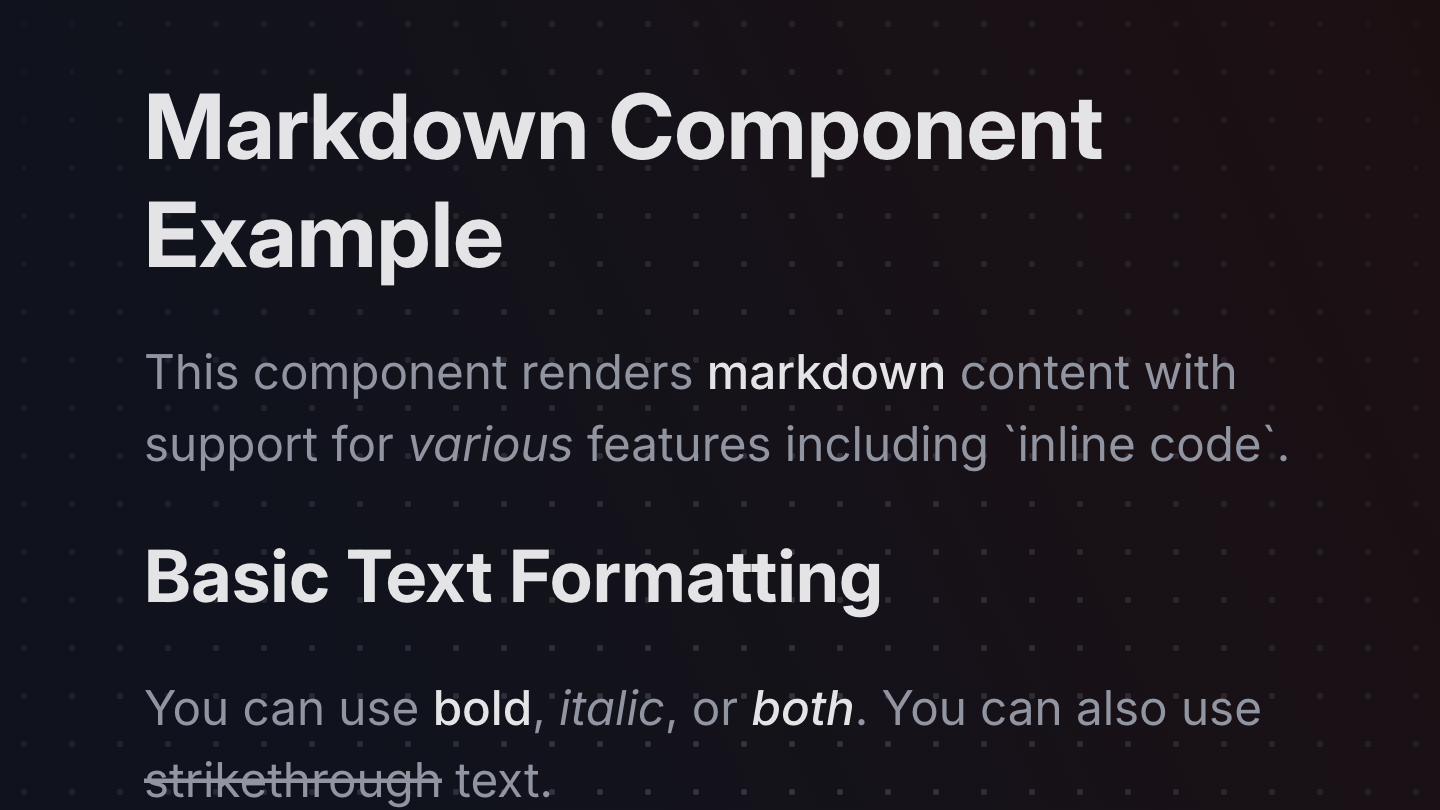 Markdown Component
Example
This component renders markdown content with
support for various features including `inline code`.
Basic Text Formatting
You can use bold, italic, or both. You can also use
strikethrough text.